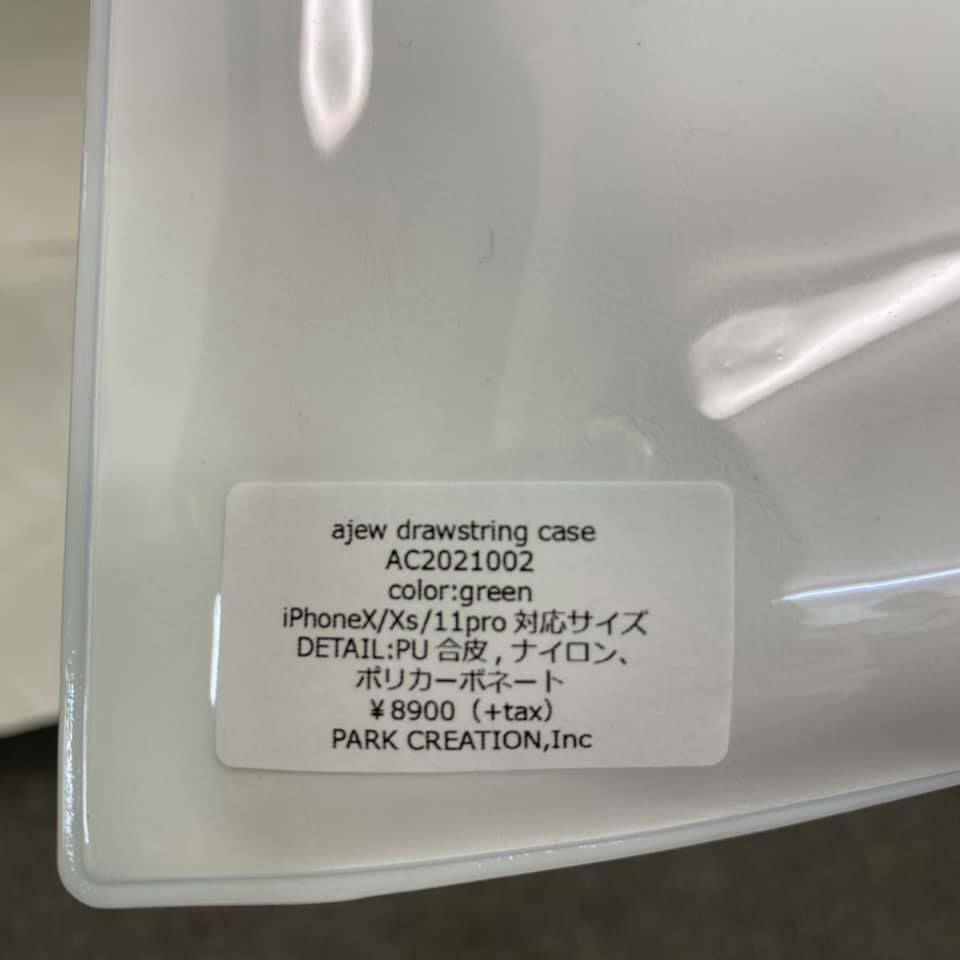 ajew drawstring case
AC2021002
color:green
iPhoneX/Xs/11pro 対応サイズ
DETAIL:PU 合皮 , ナイロン、
ポリカーボネート
￥8900（+tax）
PARK CREATION,Inc